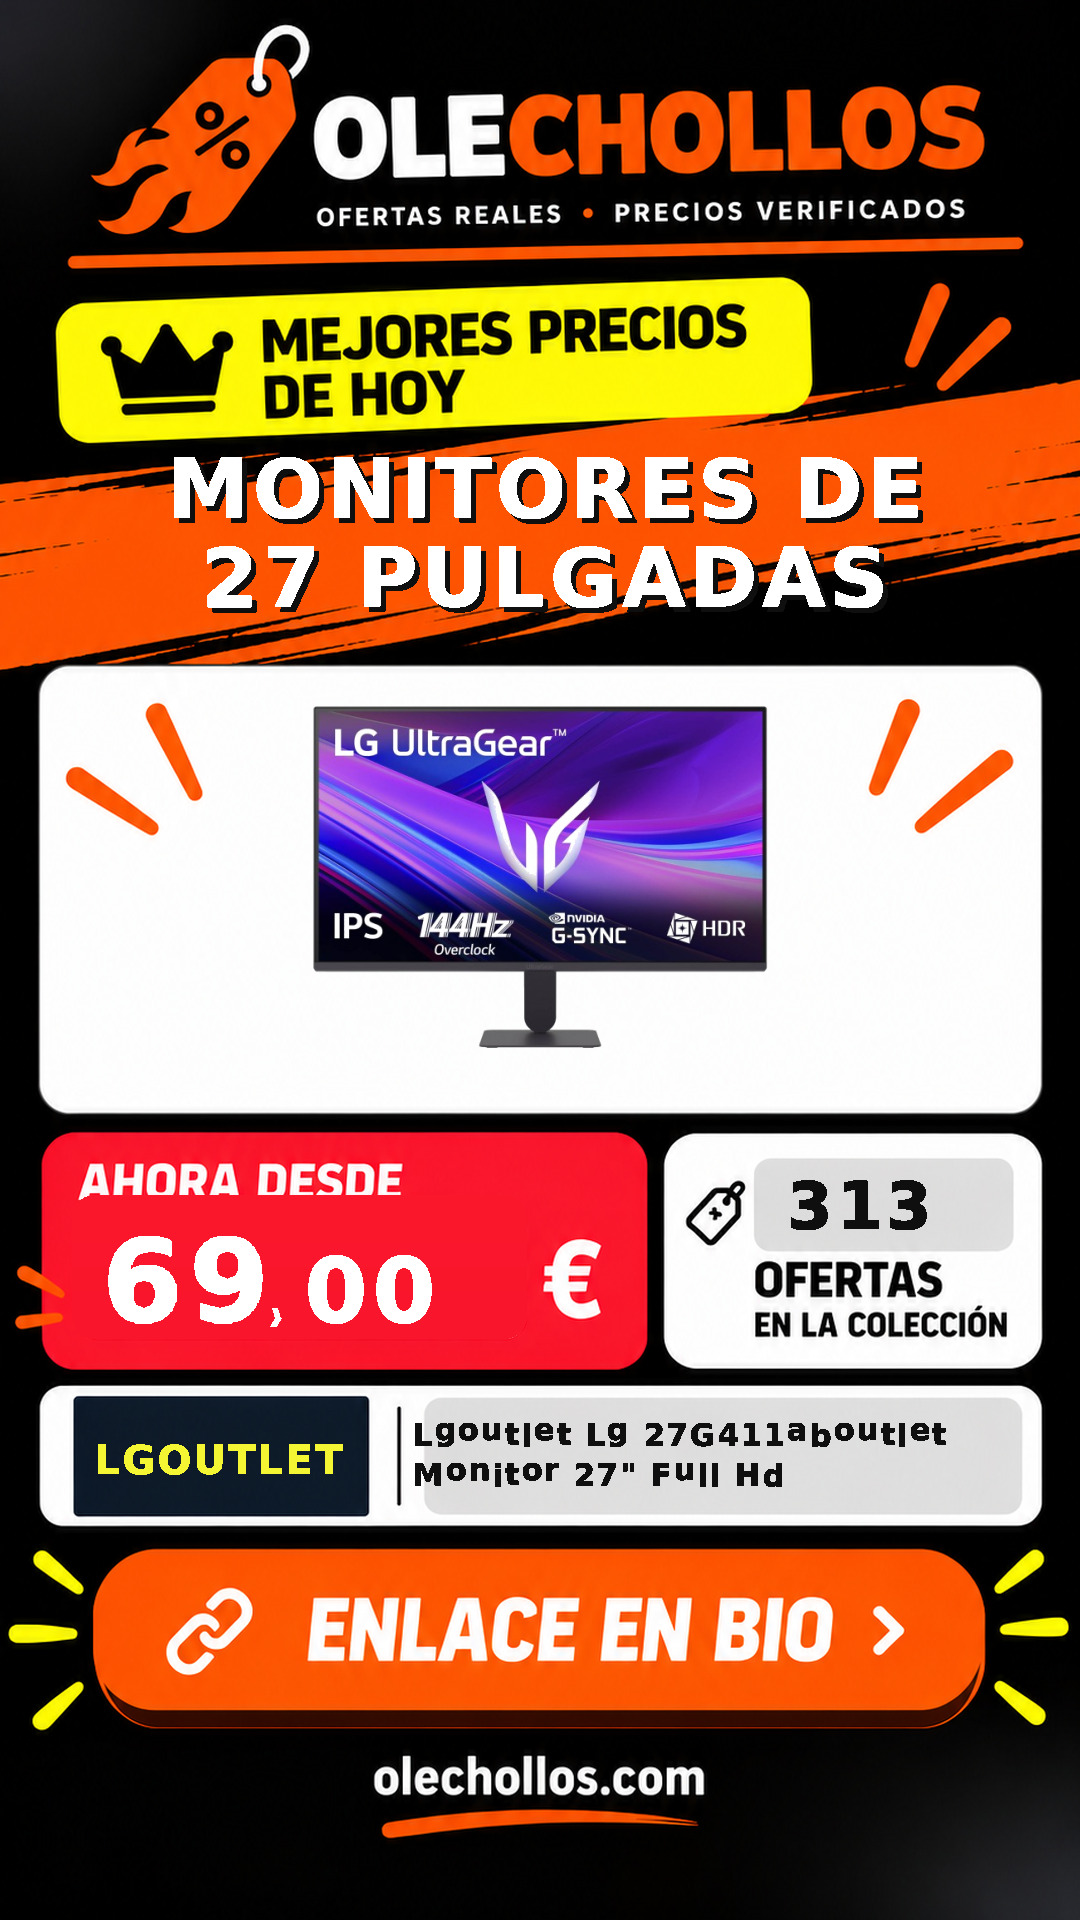 OLECHOLLOS
OFERTAS REALES • PRECIOS VERIFICADOS
MEJORES PRECIOS
DE HOY
MONITORES DE
27 PULGADAS
LG UltraGear™
IPS
144Hz
Overclock
NVIDIA
G-SYNC
HDR
AHORA DESDE
69,00 €
313
OFERTAS
EN LA COLECCIÓN
LGOUTLET
Lgoutlet Lg 27G411aboutlet
Monitor 27" Full Hd
ENLACE EN BIO
olechollos.com